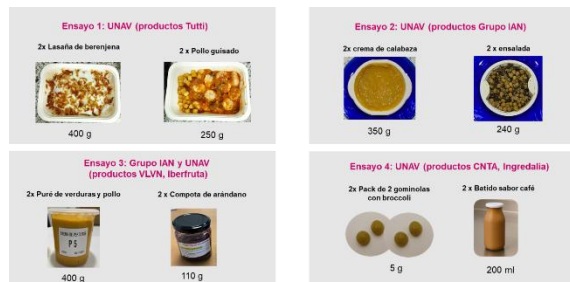 Ensayo 1: UNAV (productos Tutti)
2x Lasaña de berenjena
2 x Pollo guisado
400 g
250 g
Ensayo 2: UNAV (productos Grupo IAN)
2x crema de calabaza
2 x ensalada
350 g
240 g
Ensayo 3: Grupo IAN y UNAV
(productos VLVN, Iberfruta)
2x Puré de verduras y pollo
2 x Compota de arándano
P 5
400 g
110 g
Ensayo 4: UNAV (productos CNTA, Ingredalia)
2x Pack de 2 gominolas
con broccoli
2 x Batido sabor café
5 g
200 ml